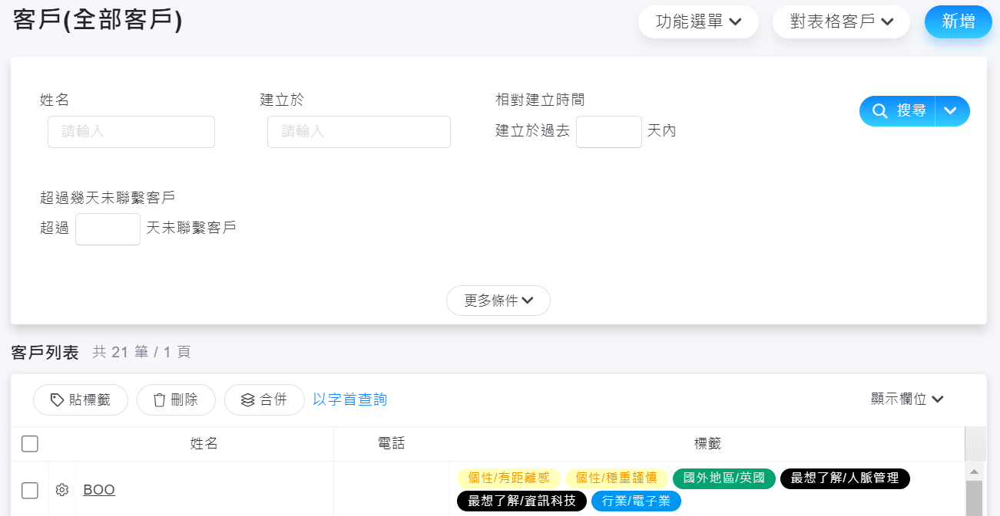 客戶(全部客戶)
功能選單 對表格客戶 新增
姓名 建立於 相對建立時間
請輸入 請輸入 建立於過去 天內
搜尋
超過幾天未聯繫客戶
超過 天未聯繫客戶
更多條件
客戶列表 共 21 筆 / 1 頁
貼標籤 刪除 合併 以字首查詢 顯示欄位
姓名 電話 標籤
BOO
個性/有距離感 個性/穩重謹慎 國外地區/英國 最想了解/人脈管理
最想了解/資訊科技 行業/電子業